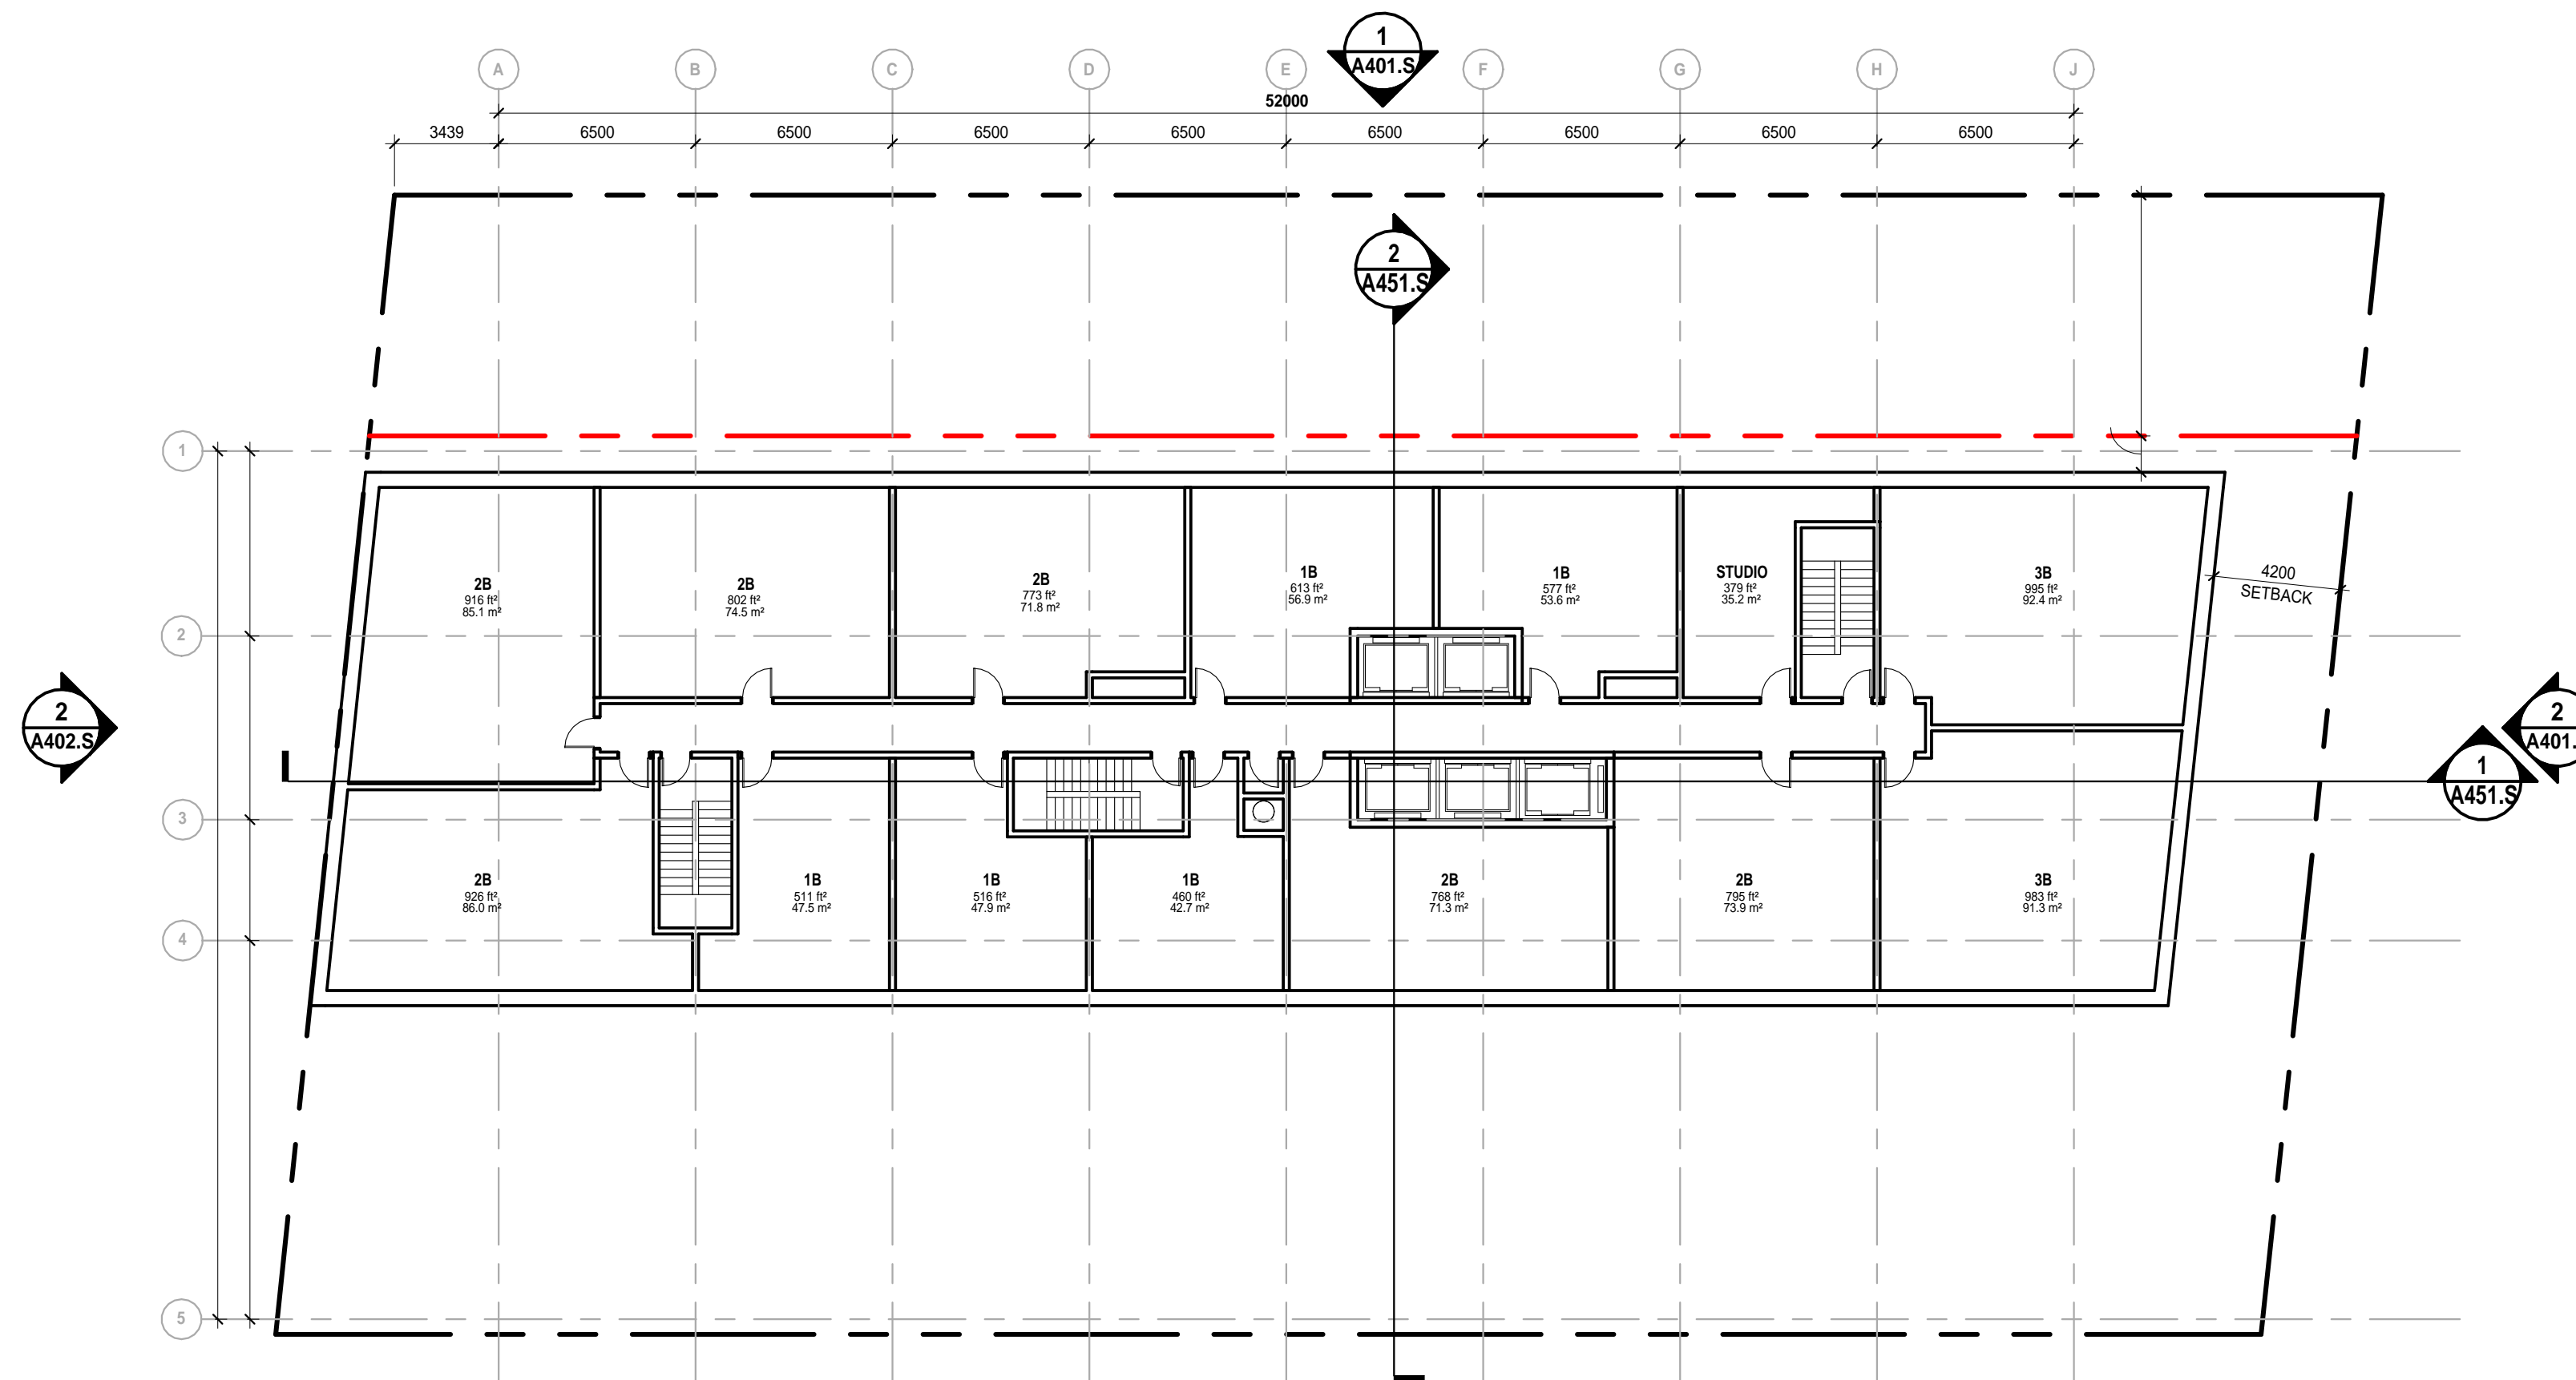 1
A401.S
A B C D E F G H J
52000
3439 6500 6500 6500 6500 6500 6500 6500 6500
2
A451.S
1
2B
916 ft²
85.1 m²
2B
802 ft²
74.5 m²
2B
773 ft²
71.8 m²
1B
613 ft²
56.9 m²
1B
577 ft²
53.6 m²
STUDIO
379 ft²
35.2 m²
3B
995 ft²
92.4 m²
4200
SETBACK
2
2
A402.S
2
A401.
1
A451.S
3
2B
926 ft²
86.0 m²
1B
511 ft²
47.5 m²
1B
516 ft²
47.9 m²
1B
460 ft²
42.7 m²
2B
768 ft²
71.3 m²
2B
795 ft²
73.9 m²
3B
983 ft²
91.3 m²
4
5